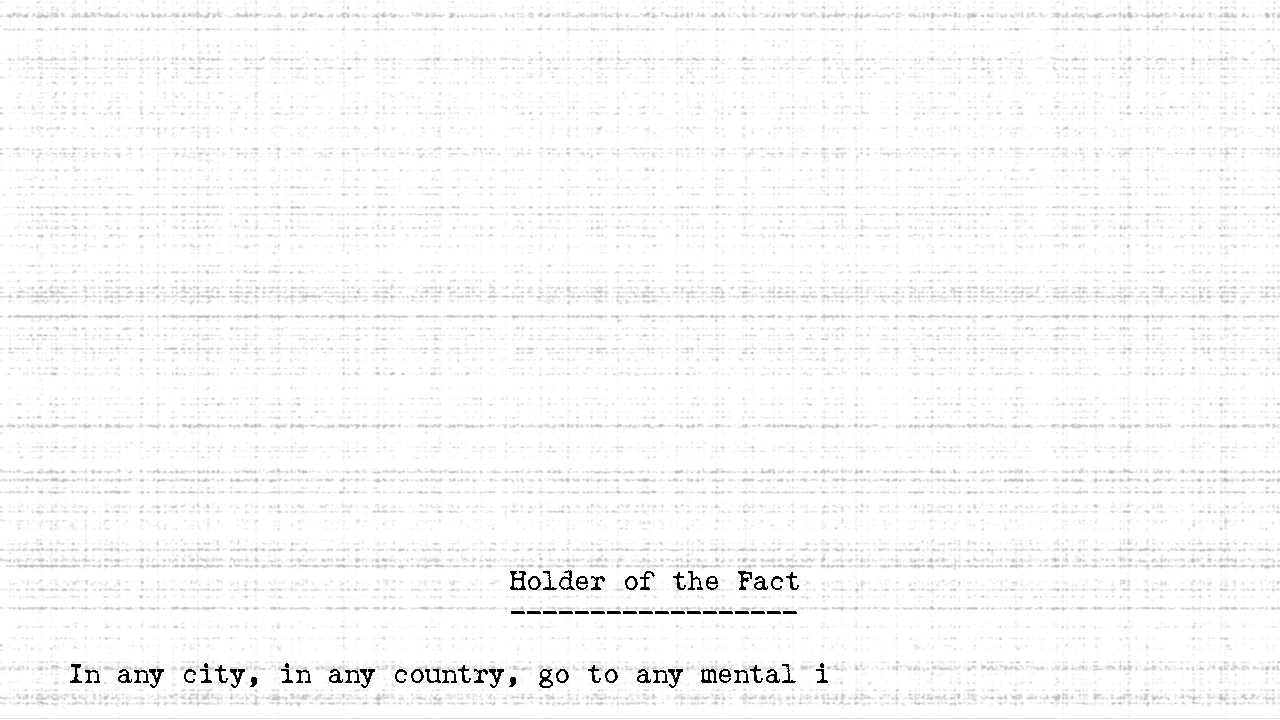 Holder of the Fact
------------------
In any city, in any country, go to any mental i